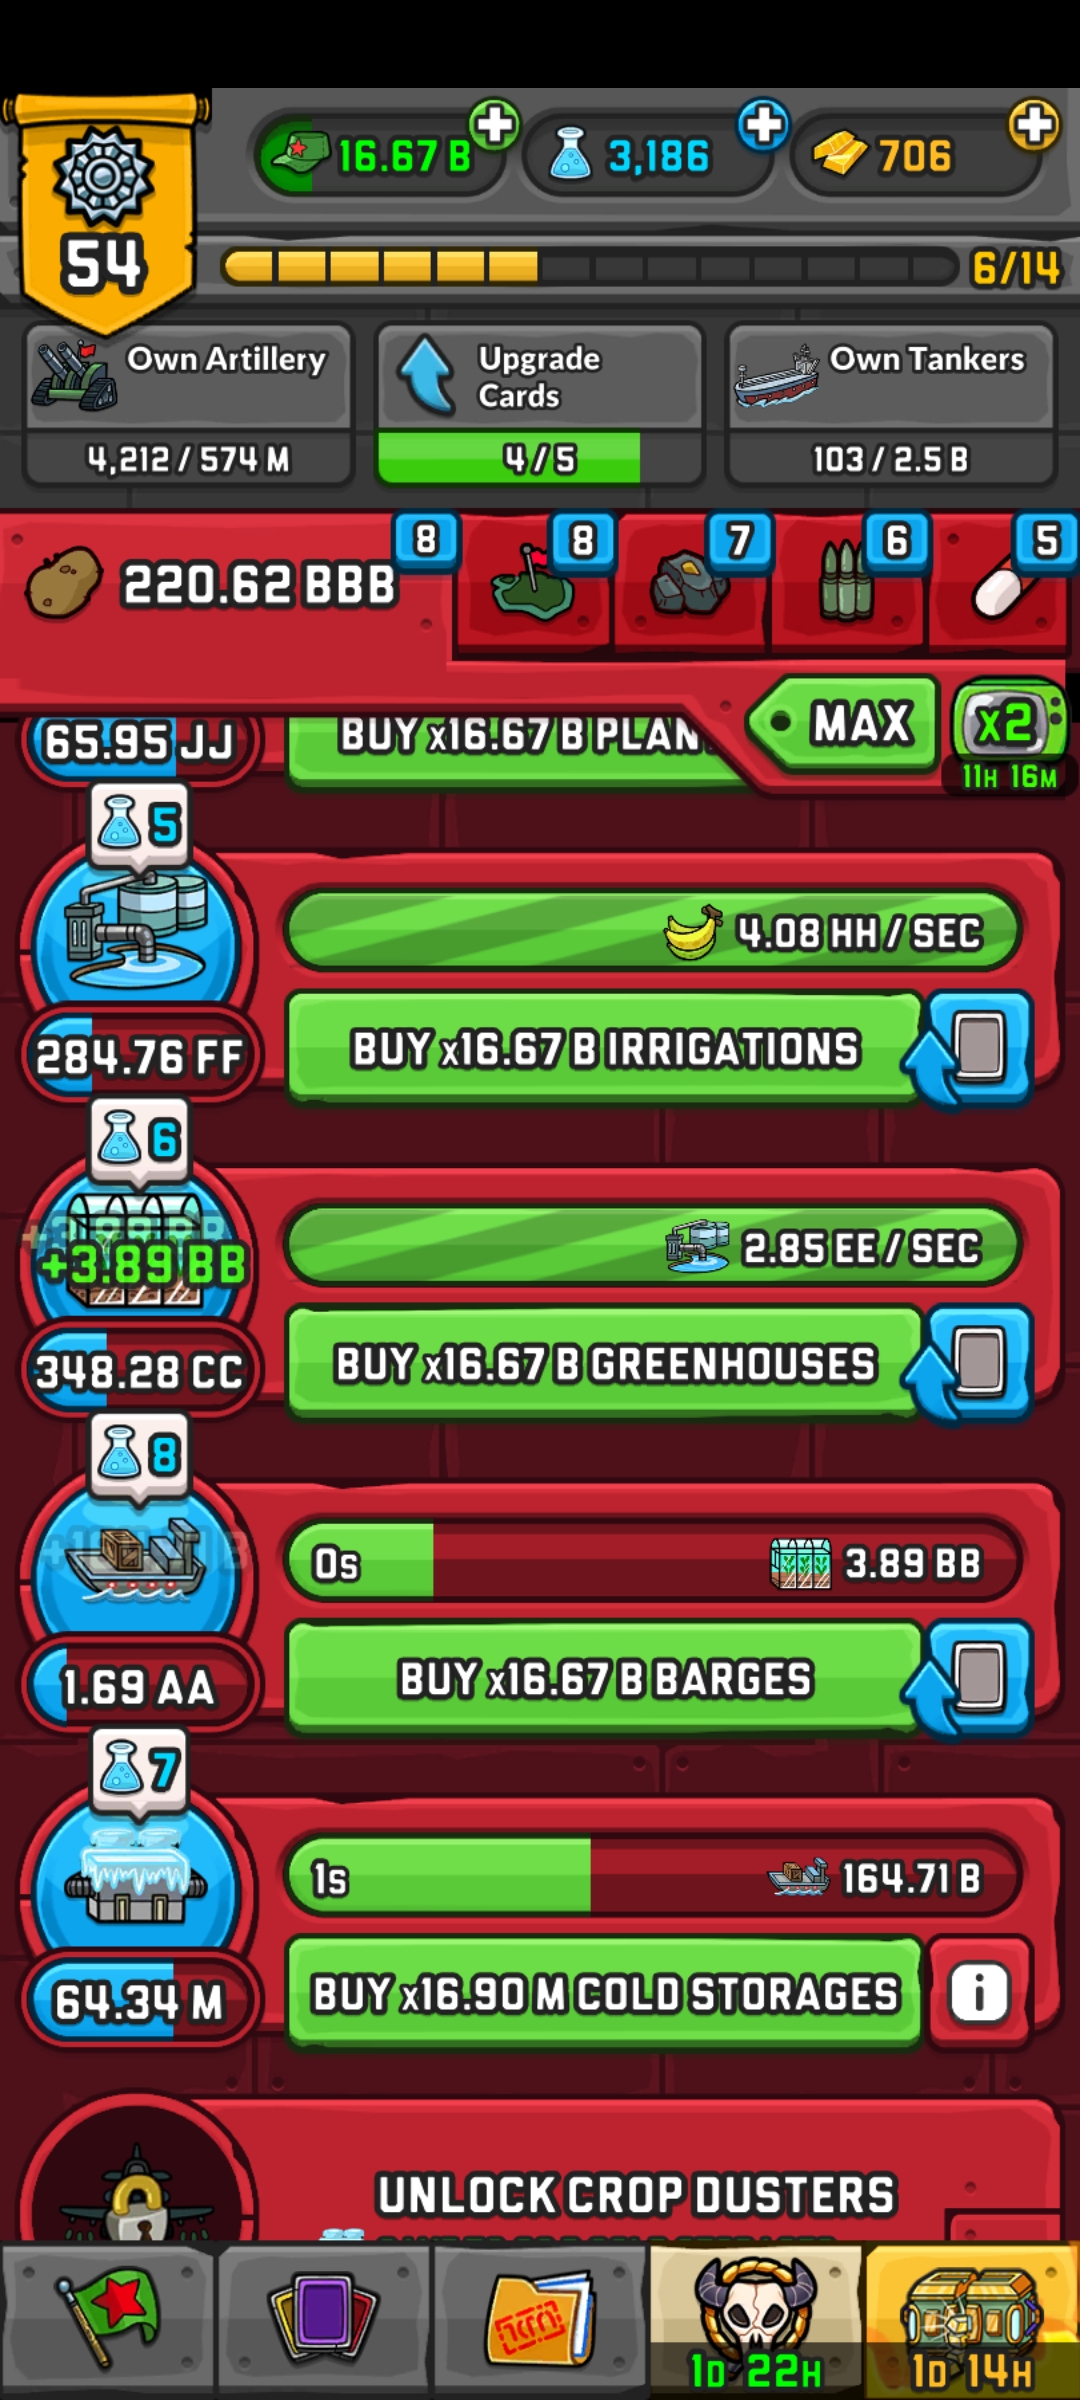 16.67 B
3,186
706
54
6/14
Own Artillery
4,212 / 574 M
Upgrade
Cards
4 / 5
Own Tankers
103 / 2.5 B
220.62 BBB
8
8
7
6
5
MAX
x2
11H 16M
65.95 JJ
BUY x16.67 B PLAN
5
4.08 HH / SEC
284.76 FF
BUY x16.67 B IRRIGATIONS
6
+3.89 BB
2.85 EE / SEC
348.28 CC
BUY x16.67 B GREENHOUSES
8
0s
3.89 BB
1.69 AA
BUY x16.67 B BARGES
7
1s
164.71 B
64.34 M
BUY x16.90 M COLD STORAGES
i
UNLOCK CROP DUSTERS
1D 22H
1D 14H